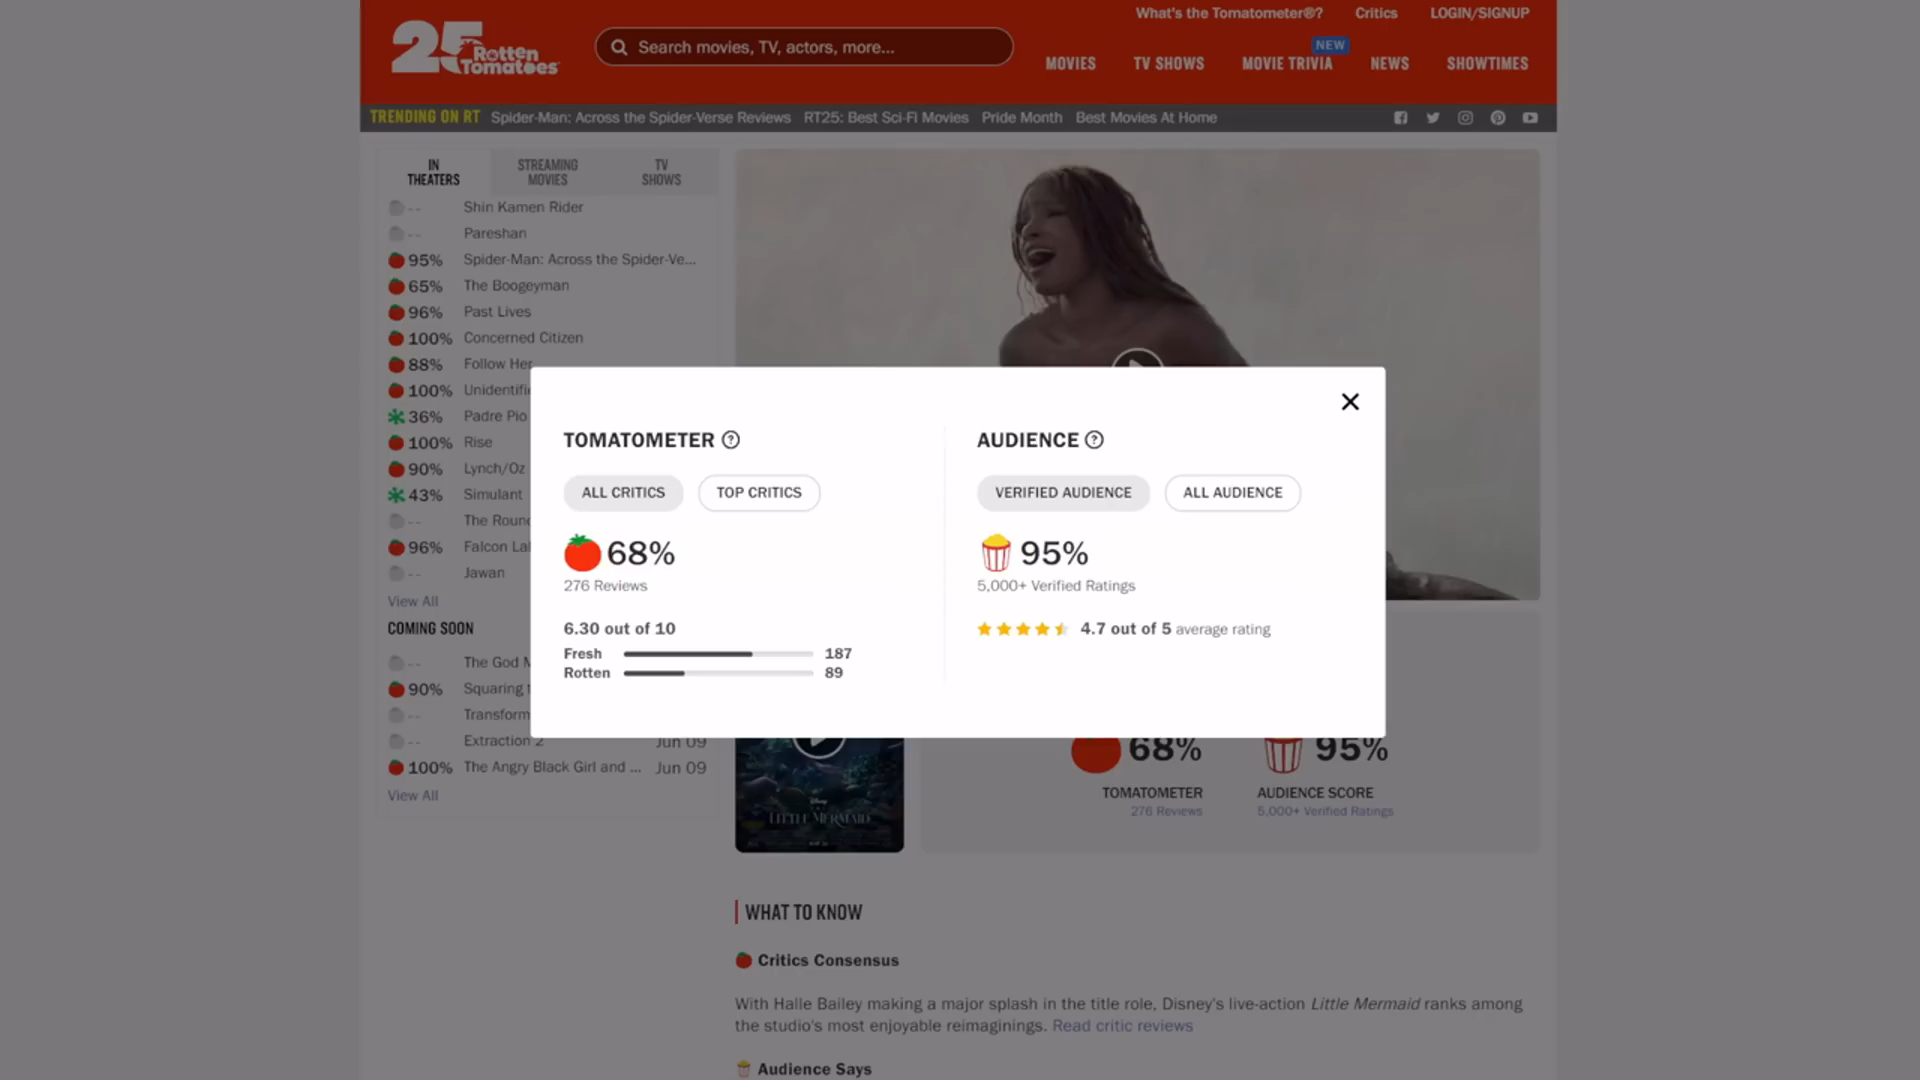 What's the Tomatometer®? Critics LOGIN/SIGNUP
25 Rotten Tomatoes
Search movies, TV, actors, more...
NEW
MOVIES TV SHOWS MOVIE TRIVIA NEWS SHOWTIMES
TRENDING ON RT Spider-Man: Across the Spider-Verse Reviews RT25: Best Sci-Fi Movies Pride Month Best Movies At Home
IN THEATERS STREAMING MOVIES TV SHOWS
- - Shin Kamen Rider
- - Pareshan
95% Spider-Man: Across the Spider-Ve...
65% The Boogeyman
96% Past Lives
100% Concerned Citizen
88% Follow Her
100% Unidentifi
36% Padre Pio
100% Rise
90% Lynch/Oz
43% Simulant
- - The Roun
96% Falcon La
- - Jawan
View All
COMING SOON
- - The God
90% Squaring
- - Transform
- - Extraction 2 Jun 09
100% The Angry Black Girl and ... Jun 09
View All
TOMATOMETER ?
ALL CRITICS TOP CRITICS
68%
276 Reviews
6.30 out of 10
Fresh 187
Rotten 89
AUDIENCE ?
VERIFIED AUDIENCE ALL AUDIENCE
95%
5,000+ Verified Ratings
4.7 out of 5 average rating
Disney
THE
LITTLE MERMAID
68% 95%
TOMATOMETER AUDIENCE SCORE
276 Reviews 5,000+ Verified Ratings
WHAT TO KNOW
Critics Consensus
With Halle Bailey making a major splash in the title role, Disney's live-action Little Mermaid ranks among
the studio's most enjoyable reimaginings. Read critic reviews
Audience Says